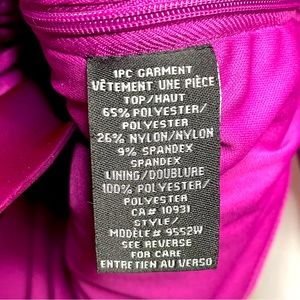 1PC GARMENT
VÊTEMENT UNE PIÈCE
TOP/HAUT
65% POLYESTER/
POLYESTER
26% NYLON/NYLON
9% SPANDEX
SPANDEX
LINING/DOUBLURE
100% POLYESTER/
POLYESTER
CA# 10931
STYLE/
MODÈLE# 9552W
SEE REVERSE
FOR CARE
ENTRETIEN AU VERSO